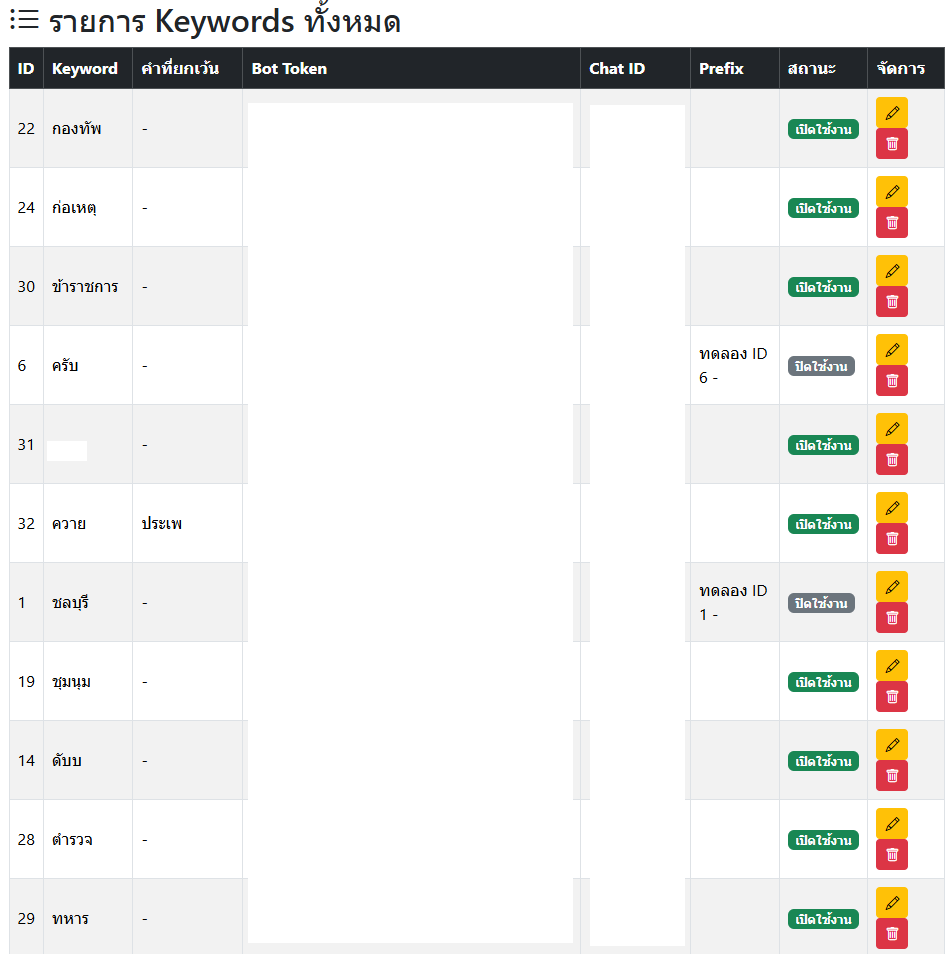 รายการ Keywords ทั้งหมด
ID Keyword คำที่ยกเว้น Bot Token Chat ID Prefix สถานะ จัดการ
22 กองทัพ - เปิดใช้งาน
24 ก่อเหตุ - เปิดใช้งาน
30 ข้าราชการ - เปิดใช้งาน
6 ครับ - ทดลอง ID
6 - ปิดใช้งาน
31 - เปิดใช้งาน
32 ควาย ประเพ เปิดใช้งาน
1 ชลบุรี - ทดลอง ID
1 - ปิดใช้งาน
19 ชุมนุม - เปิดใช้งาน
14 ดับบ - เปิดใช้งาน
28 ตำรวจ - เปิดใช้งาน
29 ทหาร - เปิดใช้งาน